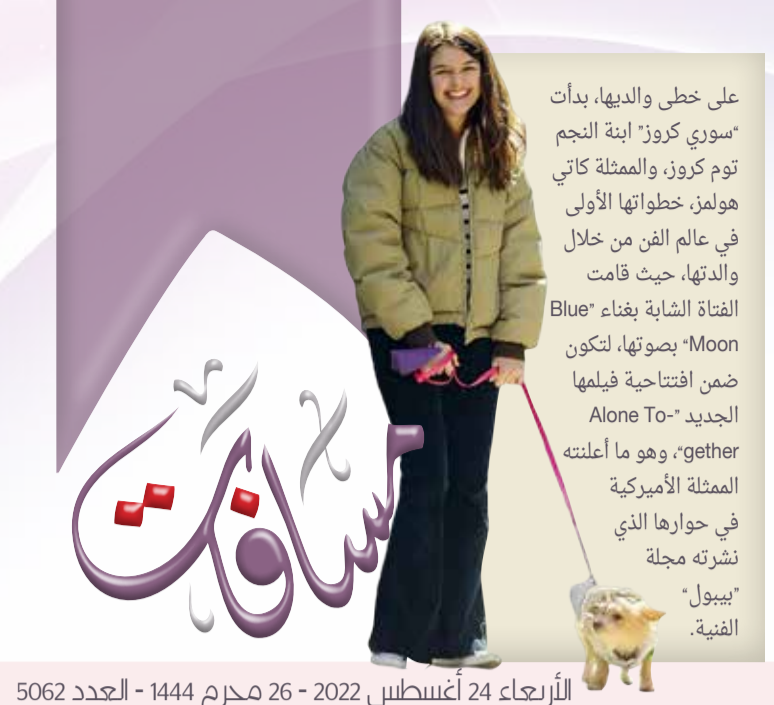 على خطى والديها، بدأت
“سوري كروز” ابنة النجم
توم كروز، والممثلة كاتي
هولمز، خطواتها الأولى
في عالم الفن من خلال
والدتها، حيث قامت
الفتاة الشابة بغناء ”Blue
Moon“ بصوتها، لتكون
ضمن افتتاحية فيلمها
الجديد ”Alone To-
gether“، وهو ما أعلنته
الممثلة الأميركية
في حوارها الذي
نشرته مجلة
”بيبول“
الفنية.
مسافات
الأربعاء 24 أغسطس 2022 - 26 محرم 1444 - العدد 5062